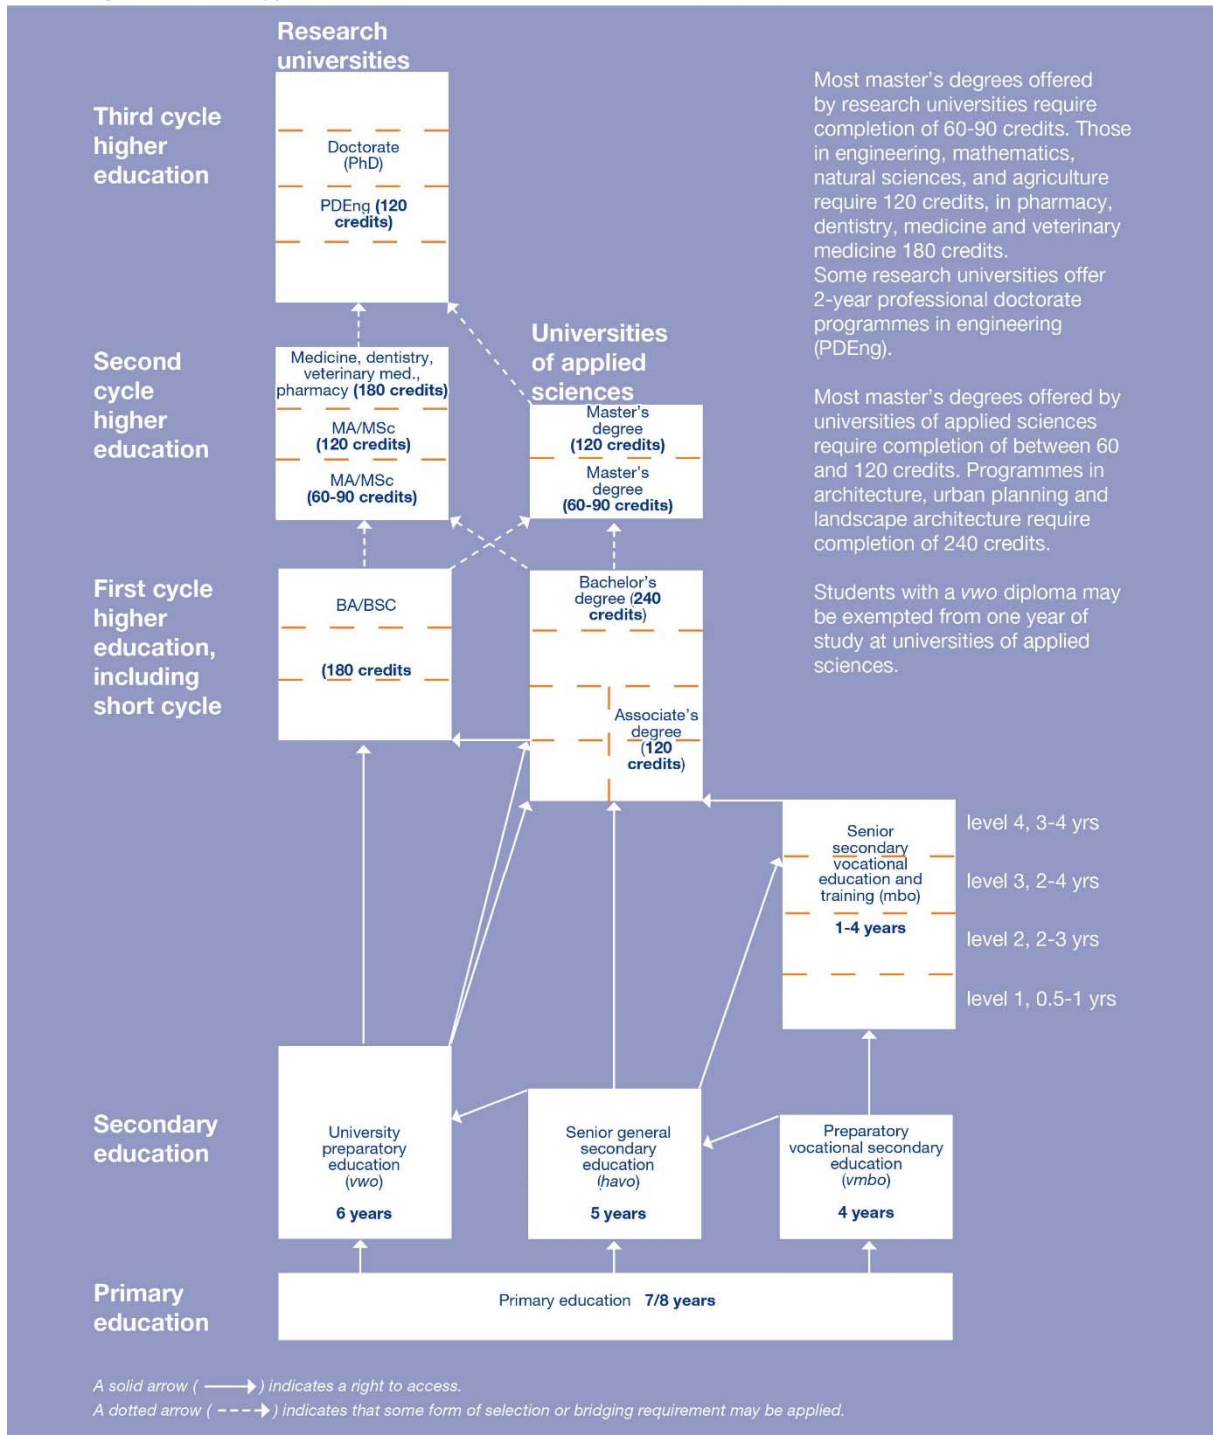 Research
universities
Third cycle
higher
education
Doctorate
(PhD)
PDEng (120
credits)
Most master's degrees offered
by research universities require
completion of 60-90 credits. Those
in engineering, mathematics,
natural sciences, and agriculture
require 120 credits, in pharmacy,
dentistry, medicine and veterinary
medicine 180 credits.
Some research universities offer
2-year professional doctorate
programmes in engineering
(PDEng).
Most master's degrees offered by
universities of applied sciences
require completion of between 60
and 120 credits. Programmes in
architecture, urban planning and
landscape architecture require
completion of 240 credits.
Students with a vwo diploma may
be exempted from one year of
study at universities of applied
sciences.
Universities
of applied
sciences
Second
cycle
higher
education
Medicine, dentistry,
veterinary med.,
pharmacy (180 credits)
MA/MSc
(120 credits)
MA/MSc
(60-90 credits)
Master's
degree
(120 credits)
Master's
degree
(60-90 credits)
First cycle
higher
education,
including
short cycle
BA/BSC
(180 credits
Bachelor's
degree (240
credits)
Associate's
degree
(120
credits)
Senior
secondary
vocational
education and
training (mbo)
1-4 years
level 4, 3-4 yrs
level 3, 2-4 yrs
level 2, 2-3 yrs
level 1, 0.5-1 yrs
Secondary
education
University
preparatory
education
(vwo)
6 years
Senior general
secondary
education
(havo)
5 years
Preparatory
vocational secondary
education
(vmbo)
4 years
Primary
education
Primary education 7/8 years
A solid arrow ( ) indicates a right to access.
A dotted arrow ( ) indicates that some form of selection or bridging requirement may be applied.